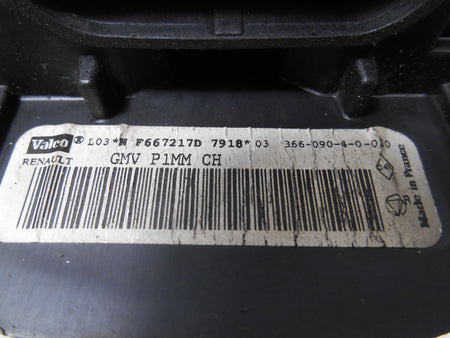 Valeo ® L03*N F667217D 7918* 03 366-090-4-0-010
RENAULT GMV P1MM CH
Made in France